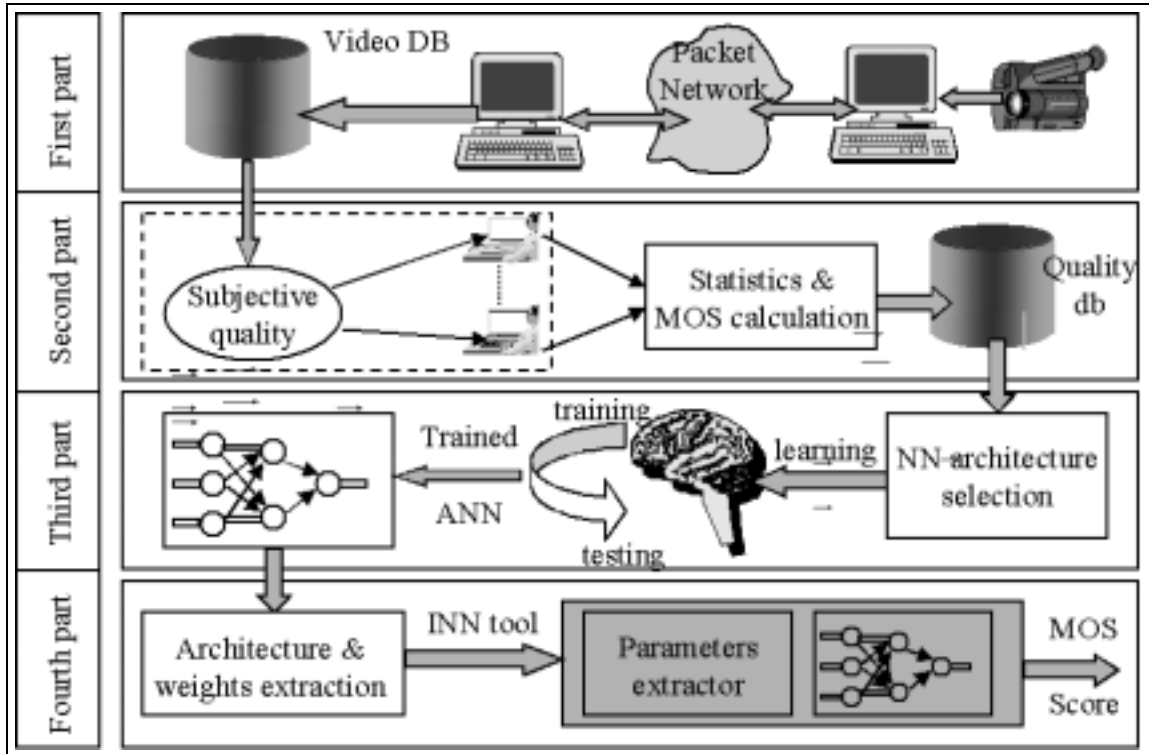 First part
Video DB
Packet
Network
Second part
Subjective
quality
Statistics &
MOS calculation
Quality
db
Third part
Trained
ANN
training
testing
learning
NN-architecture
selection
Fourth part
Architecture &
weights extraction
INN tool
Parameters
extractor
MOS
Score